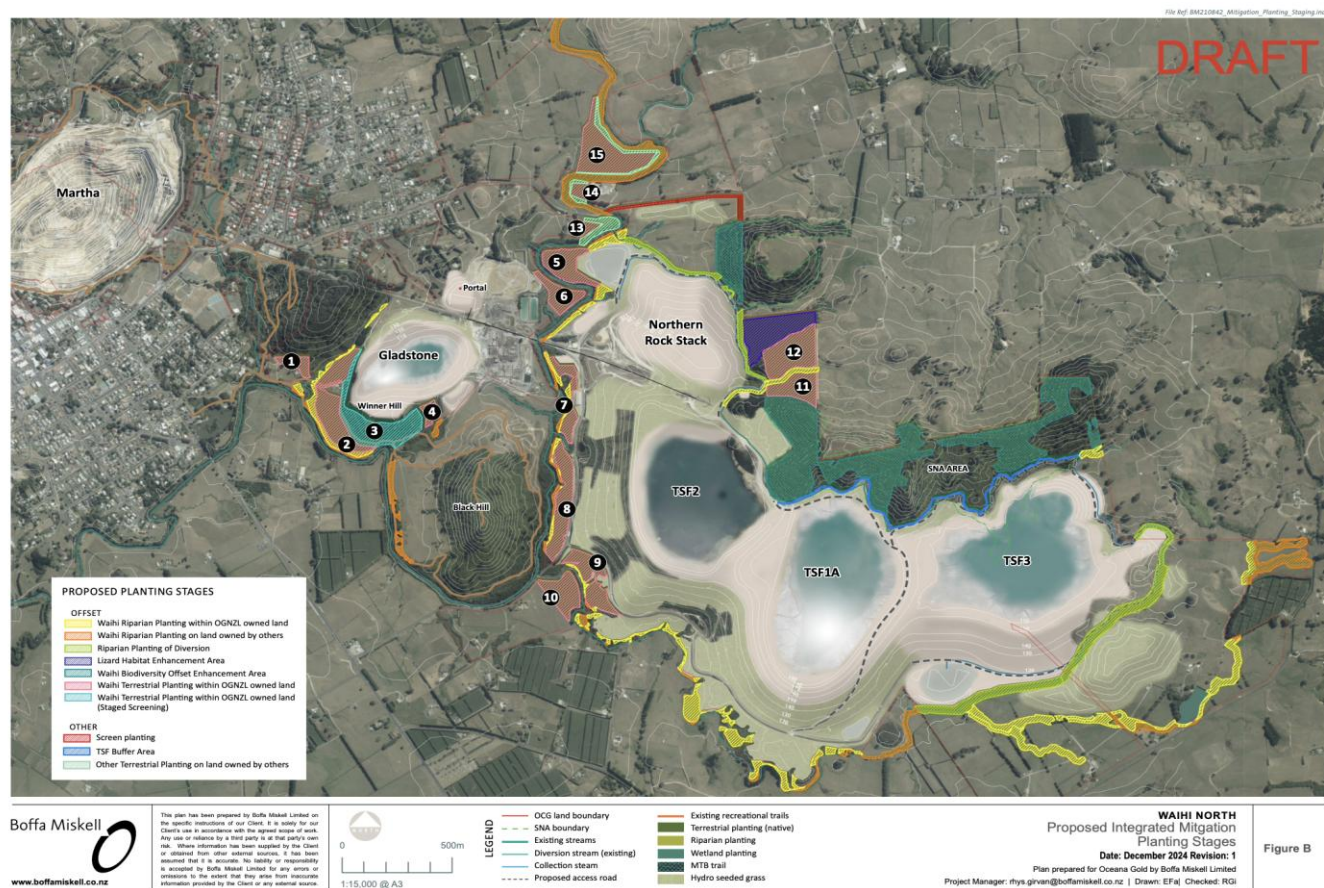 File Ref: BM210842_Mitigation_Planting_Staging.ind
DRAFT
Martha
15
14
13
5
6
Portal
Northern
Rock Stack
Gladstone
1
12
11
Winner Hill
4
3
2
7
SNA AREA
TSF2
Black Hill
8
TSF1A
TSF3
9
10
PROPOSED PLANTING STAGES
OFFSET
Waihi Riparian Planting within OGNZL owned land
Waihi Riparian Planting on land owned by others
Riparian Planting of Diversion
Lizard Habitat Enhancement Area
Waihi Biodiversity Offset Enhancement Area
Waihi Terrestrial Planting within OGNZL owned land
Waihi Terrestrial Planting within OGNZL owned land
(Staged Screening)
OTHER
Screen planting
TSF Buffer Area
Other Terrestrial Planting on land owned by others
Boffa Miskell
www.boffamiskell.co.nz
This plan has been prepared by Boffa Miskell Limited on
the specific instructions of our Client. It is solely for our
Client's use in accordance with the agreed scope of work.
Any use or reliance by a third party is at that party's own
risk. Where information has been supplied by the Client
or obtained from other external sources, it has been
assumed that it is accurate. No liability or responsibility
is accepted by Boffa Miskell Limited for any errors or
omissions to the extent that they arise from inaccurate
information provided by the Client or any external source.
NORTH
0 500m
1:15,000 @ A3
LEGEND
OCG land boundary
SNA boundary
Existing streams
Diversion stream (existing)
Collection steam
Proposed access road
Existing recreational trails
Terrestrial planting (native)
Riparian planting
Wetland planting
MTB trail
Hydro seeded grass
WAIHI NORTH
Proposed Integrated Mitgation
Planting Stages
Date: December 2024 Revision: 1
Plan prepared for Oceana Gold by Boffa Miskell Limited
Project Manager: rhys.girvan@boffamiskell.co.nz | Drawn: EFa| Checked: RGi
Figure B